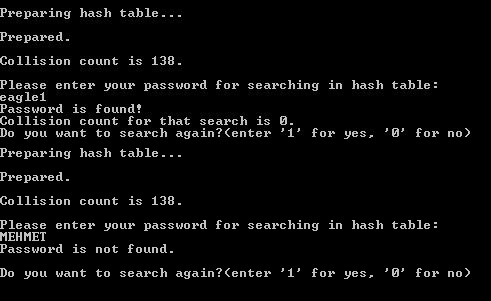 Preparing hash table...
Prepared.
Collision count is 138.
Please enter your password for searching in hash table:
eagle1
Password is found!
Collision count for that search is 0.
Do you want to search again?(enter '1' for yes, '0' for no)
Preparing hash table...
Prepared.
Collision count is 138.
Please enter your password for searching in hash table:
MEHMET
Password is not found.
Do you want to search again?(enter '1' for yes, '0' for no)